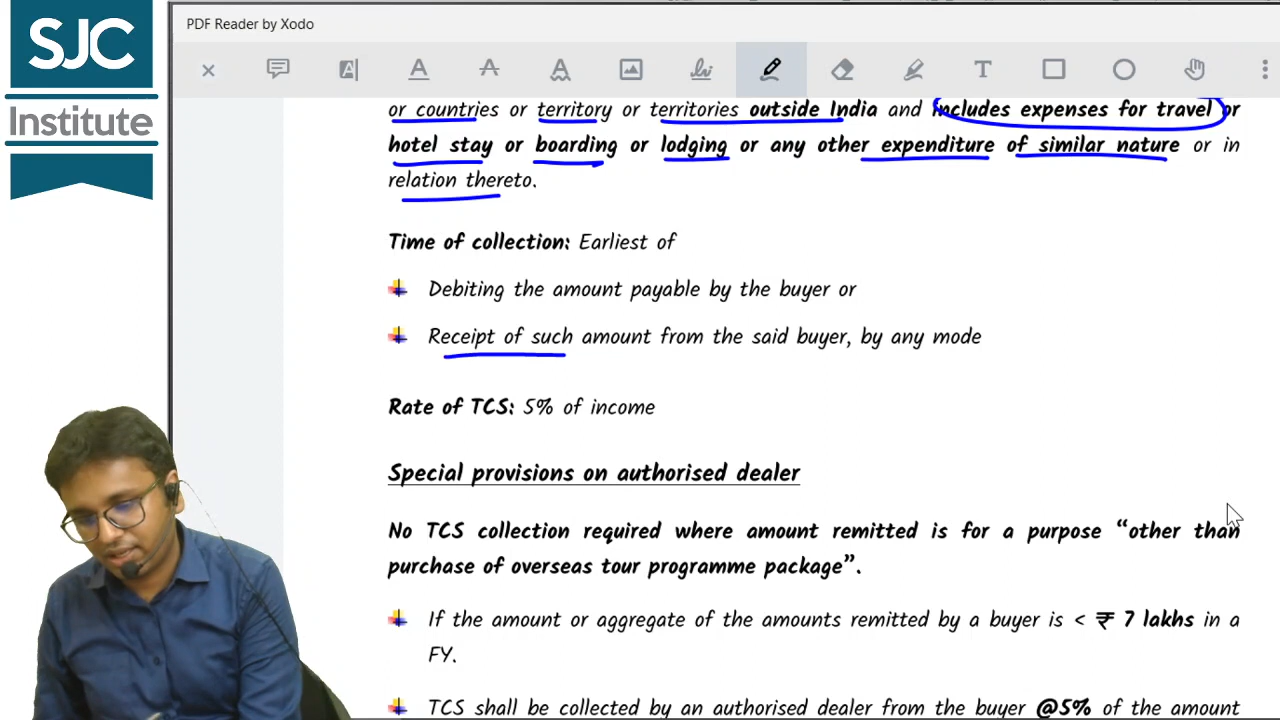 SJC
Institute
PDF Reader by Xodo
or countries or territory or territories outside India and includes expenses for travel or
hotel stay or boarding or lodging or any other expenditure of similar nature or in
relation thereto.
Time of collection: Earliest of
Debiting the amount payable by the buyer or
Receipt of such amount from the said buyer, by any mode
Rate of TCS: 5% of income
Special provisions on authorised dealer
No TCS collection required where amount remitted is for a purpose “other than
purchase of overseas tour programme package”.
If the amount or aggregate of the amounts remitted by a buyer is < ₹ 7 lakhs in a
FY.
TCS shall be collected by an authorised dealer from the buyer @5% of the amount